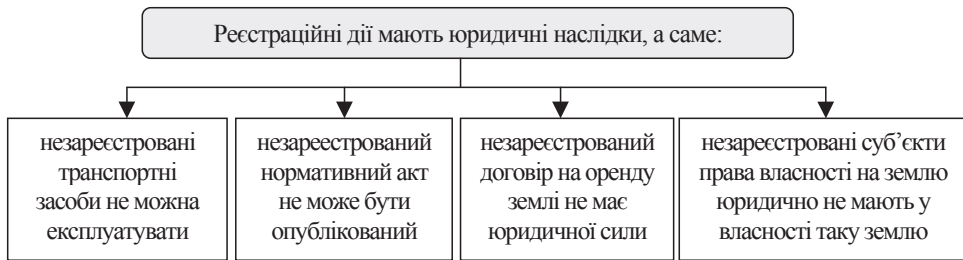 Реєстраційні дії мають юридичні наслідки, а саме:
незареєстровані
транспортні
засоби не можна
експлуатувати
незареестрований
нормативний акт
не може бути
опублікований
незареєстрований
договір на оренду
землі не має
юридичної сили
незареєстровані суб’єкти
права власності на землю
юридично не мають у
власності таку землю